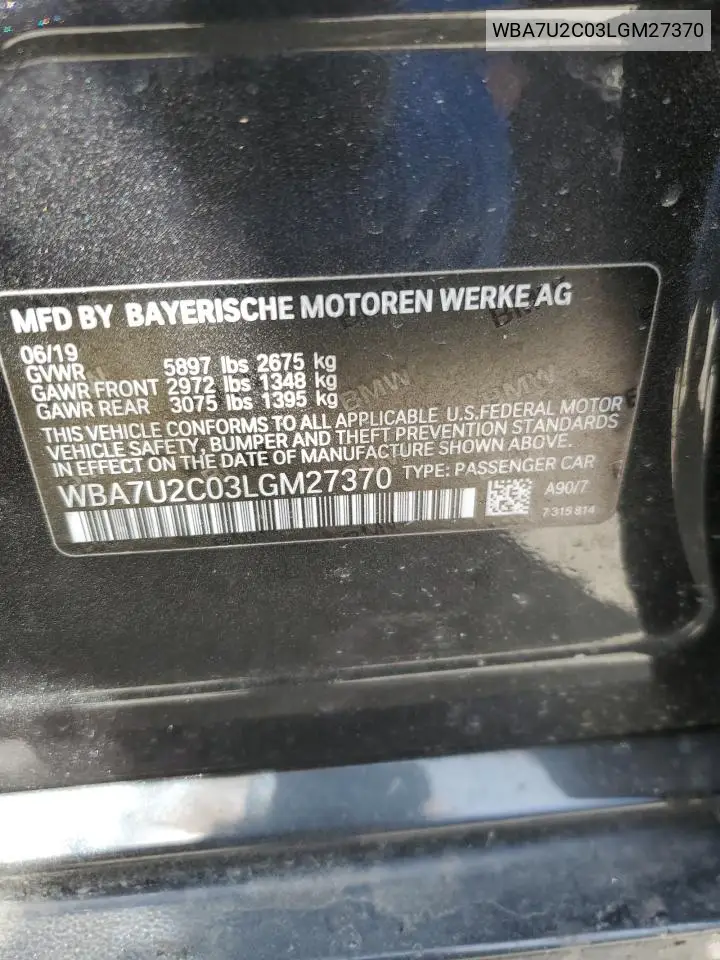 WBA7U2C03LGM27370
MFD BY BAYERISCHE MOTOREN WERKE AG
06/19
GVWR 5897 lbs 2675 kg
GAWR FRONT 2972 lbs 1348 kg
GAWR REAR 3075 lbs 1395 kg
THIS VEHICLE CONFORMS TO ALL APPLICABLE U.S.FEDERAL MOTOR
VEHICLE SAFETY, BUMPER AND THEFT PREVENTION STANDARDS
IN EFFECT ON THE DATE OF MANUFACTURE SHOWN ABOVE.
WBA7U2C03LGM27370 TYPE: PASSENGER CAR
A90/7
7 315 814
BMW
BMW